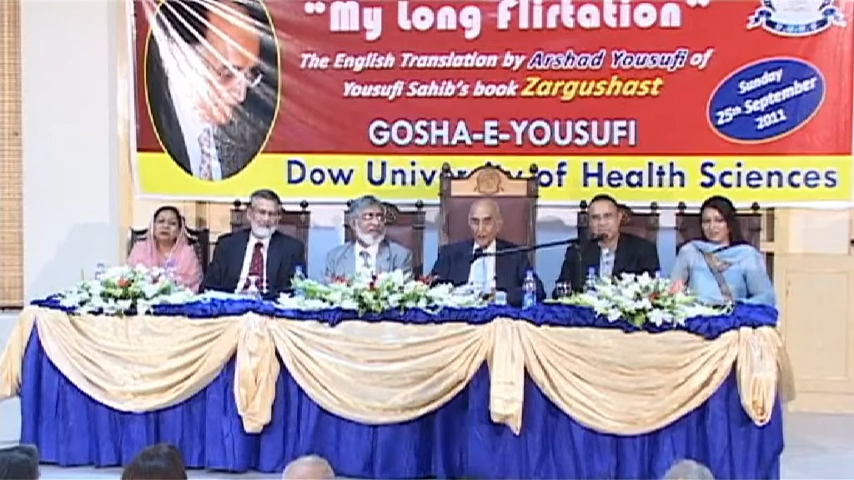 "My Long Flirtation"
The English Translation by Arshad Yousufi of
Yousufi Sahib's book Zargushast
Sunday
25th September
2011
GOSHA-E-YOUSUFI
Dow University of Health Sciences